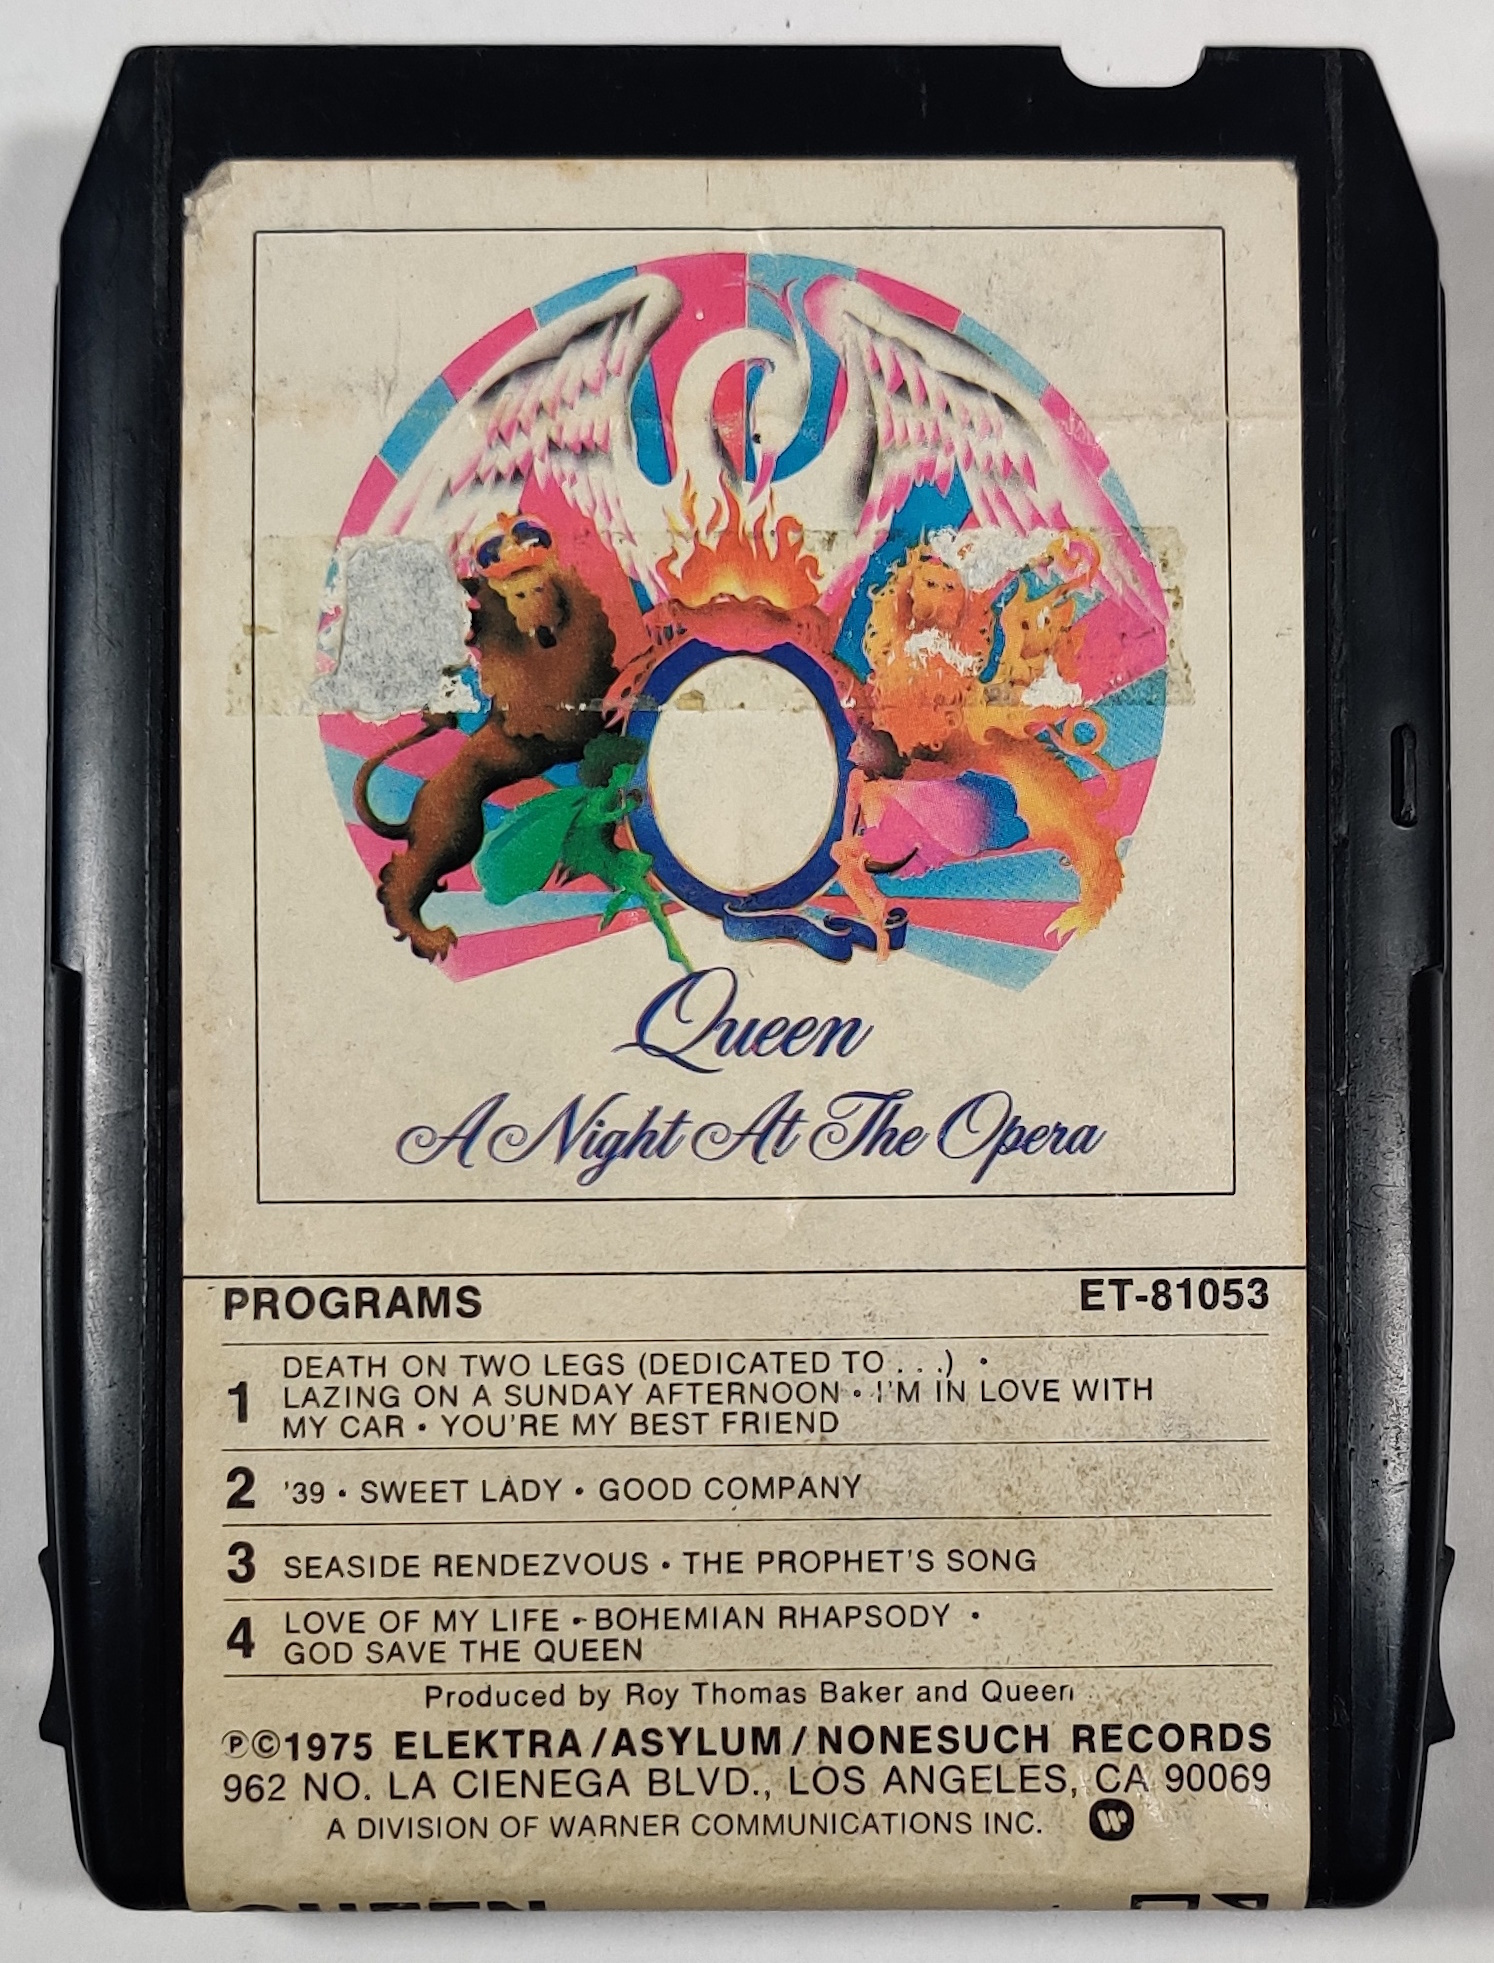 Queen
A Night At The Opera
PROGRAMS ET-81053
1 DEATH ON TWO LEGS (DEDICATED TO . . .) •
LAZING ON A SUNDAY AFTERNOON • I'M IN LOVE WITH
MY CAR • YOU'RE MY BEST FRIEND
2 '39 • SWEET LADY • GOOD COMPANY
3 SEASIDE RENDEZVOUS • THE PROPHET'S SONG
4 LOVE OF MY LIFE • BOHEMIAN RHAPSODY •
GOD SAVE THE QUEEN
Produced by Roy Thomas Baker and Queen
℗©1975 ELEKTRA/ASYLUM/NONESUCH RECORDS
962 NO. LA CIENEGA BLVD., LOS ANGELES, CA 90069
A DIVISION OF WARNER COMMUNICATIONS INC.
QUEEN